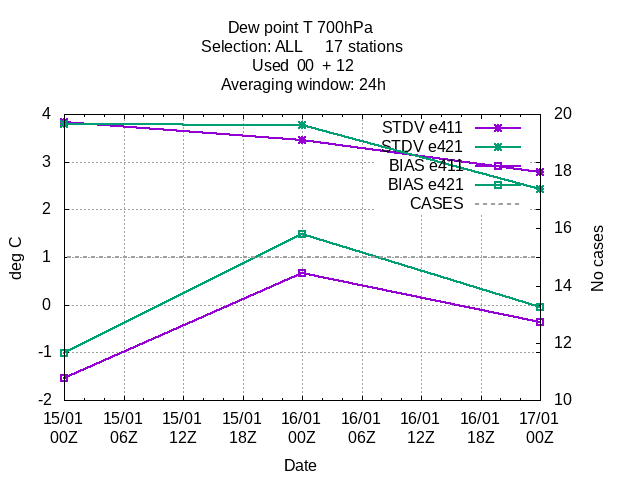 Dew point T 700hPa
Selection: ALL 17 stations
Used 00 + 12
Averaging window: 24h
4
3
2
1
0
-1
-2
deg C
20
18
16
14
12
10
No cases
STDV e411
STDV e421
BIAS e411
BIAS e421
CASES
15/01 15/01 15/01 15/01 16/01 16/01 16/01 16/01 17/01
00Z 06Z 12Z 18Z 00Z 06Z 12Z 18Z 00Z
Date